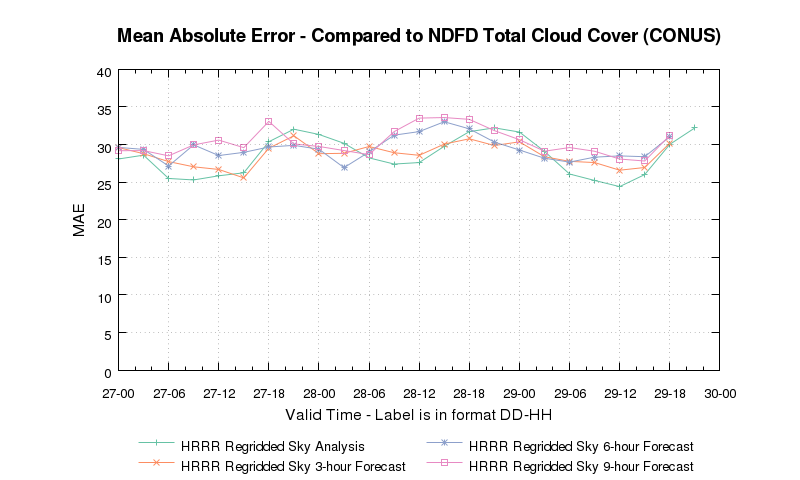 Mean Absolute Error - Compared to NDFD Total Cloud Cover (CONUS)
40
35
30
25
20
15
10
5
0
MAE
27-00 27-06 27-12 27-18 28-00 28-06 28-12 28-18 29-00 29-06 29-12 29-18 30-00
Valid Time - Label is in format DD-HH
HRRR Regridded Sky Analysis HRRR Regridded Sky 6-hour Forecast
HRRR Regridded Sky 3-hour Forecast HRRR Regridded Sky 9-hour Forecast